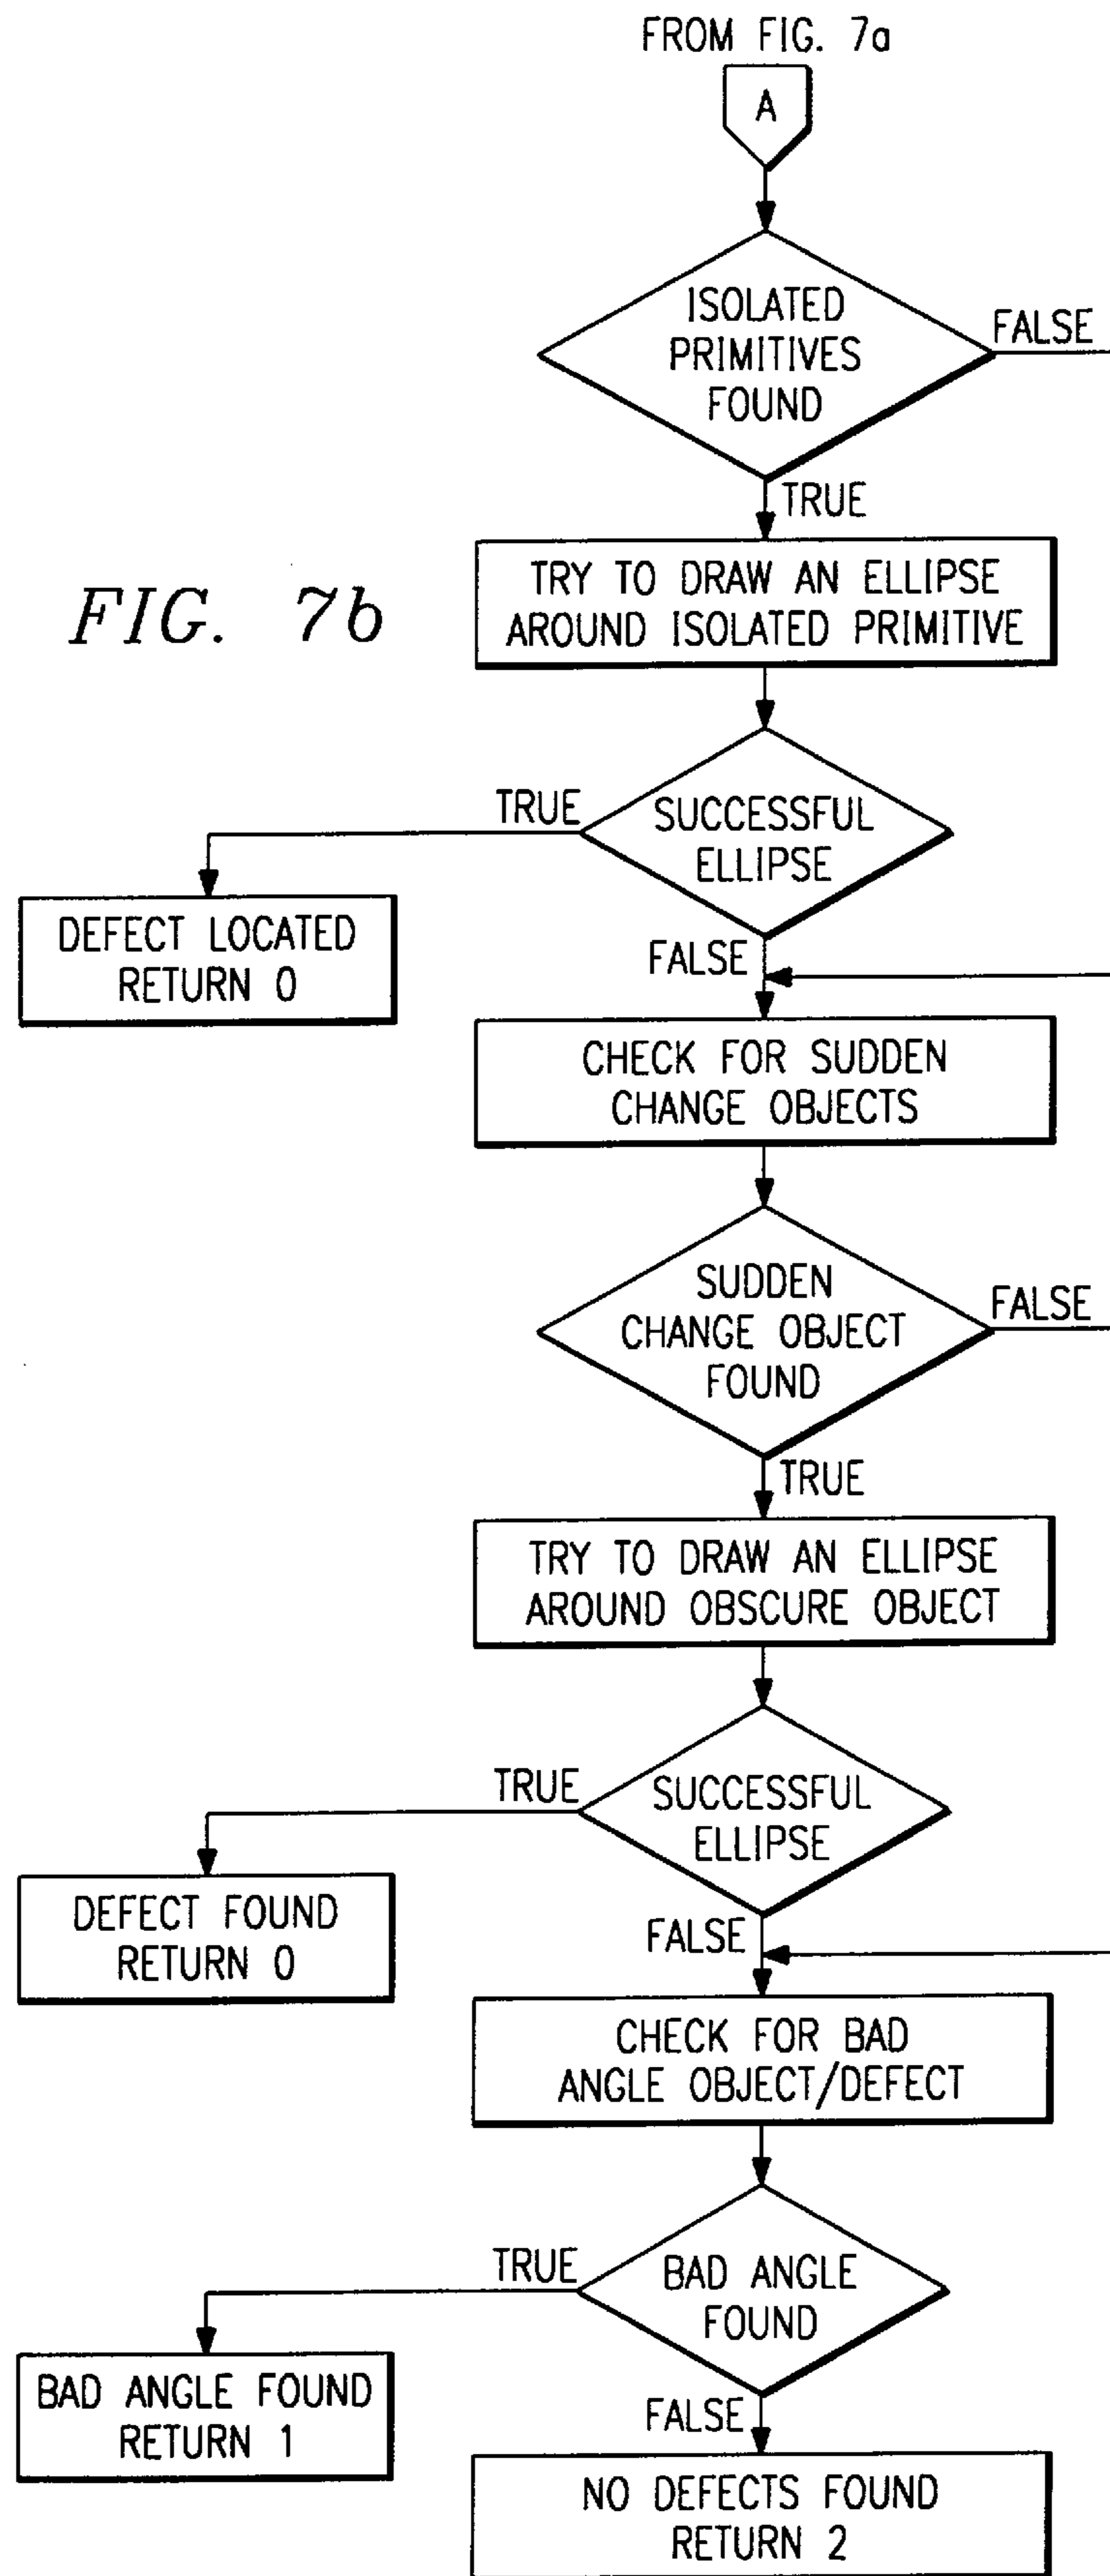 FROM FIG. 7a
A
ISOLATED
PRIMITIVES
FOUND
FALSE
TRUE
TRY TO DRAW AN ELLIPSE
AROUND ISOLATED PRIMITIVE
FIG. 7b
SUCCESSFUL
ELLIPSE
TRUE
DEFECT LOCATED
RETURN 0
FALSE
CHECK FOR SUDDEN
CHANGE OBJECTS
SUDDEN
CHANGE OBJECT
FOUND
FALSE
TRUE
TRY TO DRAW AN ELLIPSE
AROUND OBSCURE OBJECT
SUCCESSFUL
ELLIPSE
TRUE
DEFECT FOUND
RETURN 0
FALSE
CHECK FOR BAD
ANGLE OBJECT/DEFECT
BAD ANGLE
FOUND
TRUE
BAD ANGLE FOUND
RETURN 1
FALSE
NO DEFECTS FOUND
RETURN 2